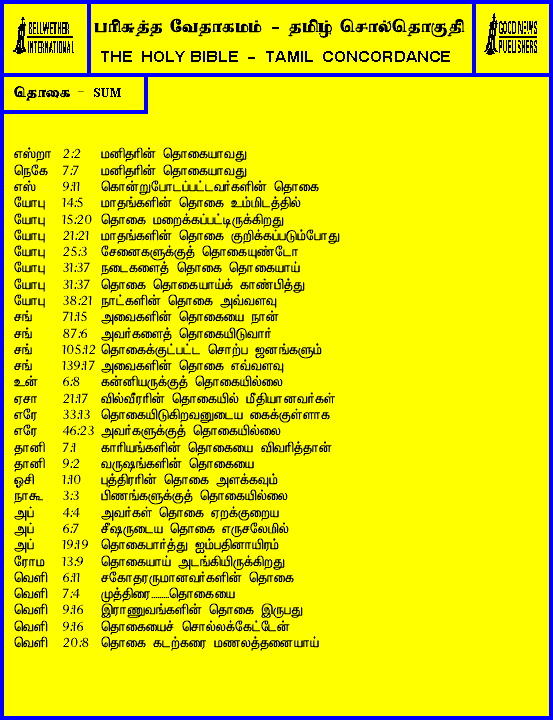 BELLWETHER
INTERNATIONAL
பரிசுத்த வேதாகமம் - தமிழ் சொல்தொகுதி
THE HOLY BIBLE - TAMIL CONCORDANCE
GOOD NEWS
PUBLISHERS
தொகை - SUM
எஸ்றா 2:2 மனிதரின் தொகையாவது
நெகே 7:7 மனிதரின் தொகையாவது
எஸ் 9:11 கொன்றுபோடப்பட்டவர்களின் தொகை
யோபு 14:5 மாதங்களின் தொகை உம்மிடத்தில்
யோபு 15:20 தொகை மறைக்கப்பட்டிருக்கிறது
யோபு 21:21 மாதங்களின் தொகை குறிக்கப்படும்போது
யோபு 25:3 சேனைகளுக்குத் தொகையுண்டோ
யோபு 31:37 நடைகளைத் தொகை தொகையாய்
யோபு 31:37 தொகை தொகையாய்க் காண்பித்து
யோபு 38:21 நாட்களின் தொகை அவ்வளவு
சங் 71:15 அவைகளின் தொகையை நான்
சங் 87:6 அவர்களைத் தொகையிடுவார்
சங் 105:12 தொகைக்குட்பட்ட சொற்ப ஜனங்களும்
சங் 139:17 அவைகளின் தொகை எவ்வளவு
உன் 6:8 கன்னியருக்குத் தொகையில்லை
ஏசா 21:17 வில்வீரரின் தொகையில் மீதியானவர்கள்
எரே 33:13 தொகையிடுகிறவனுடைய கைக்குள்ளாக
எரே 46:23 அவர்களுக்குத் தொகையில்லை
தானி 7:1 காரியங்களின் தொகையை விவரித்தான்
தானி 9:2 வருஷங்களின் தொகையை
ஓசி 1:10 புத்திரரின் தொகை அளக்கவும்
நாகூ 3:3 பிணங்களுக்குத் தொகையில்லை
அப் 4:4 அவர்கள் தொகை ஏறக்குறைய
அப் 6:7 சீஷருடைய தொகை எருசலேமில்
அப் 19:19 தொகைபார்த்து ஐம்பதினாயிரம்
ரோம 13:9 தொகையாய் அடங்கியிருக்கிறது
வெளி 6:11 சகோதரருமானவர்களின் தொகை
வெளி 7:4 முத்திரை.........தொகையை
வெளி 9:16 இராணுவங்களின் தொகை இருபது
வெளி 9:16 தொகையைச் சொல்லக்கேட்டேன்
வெளி 20:8 தொகை கடற்கரை மணலத்தனையாய்